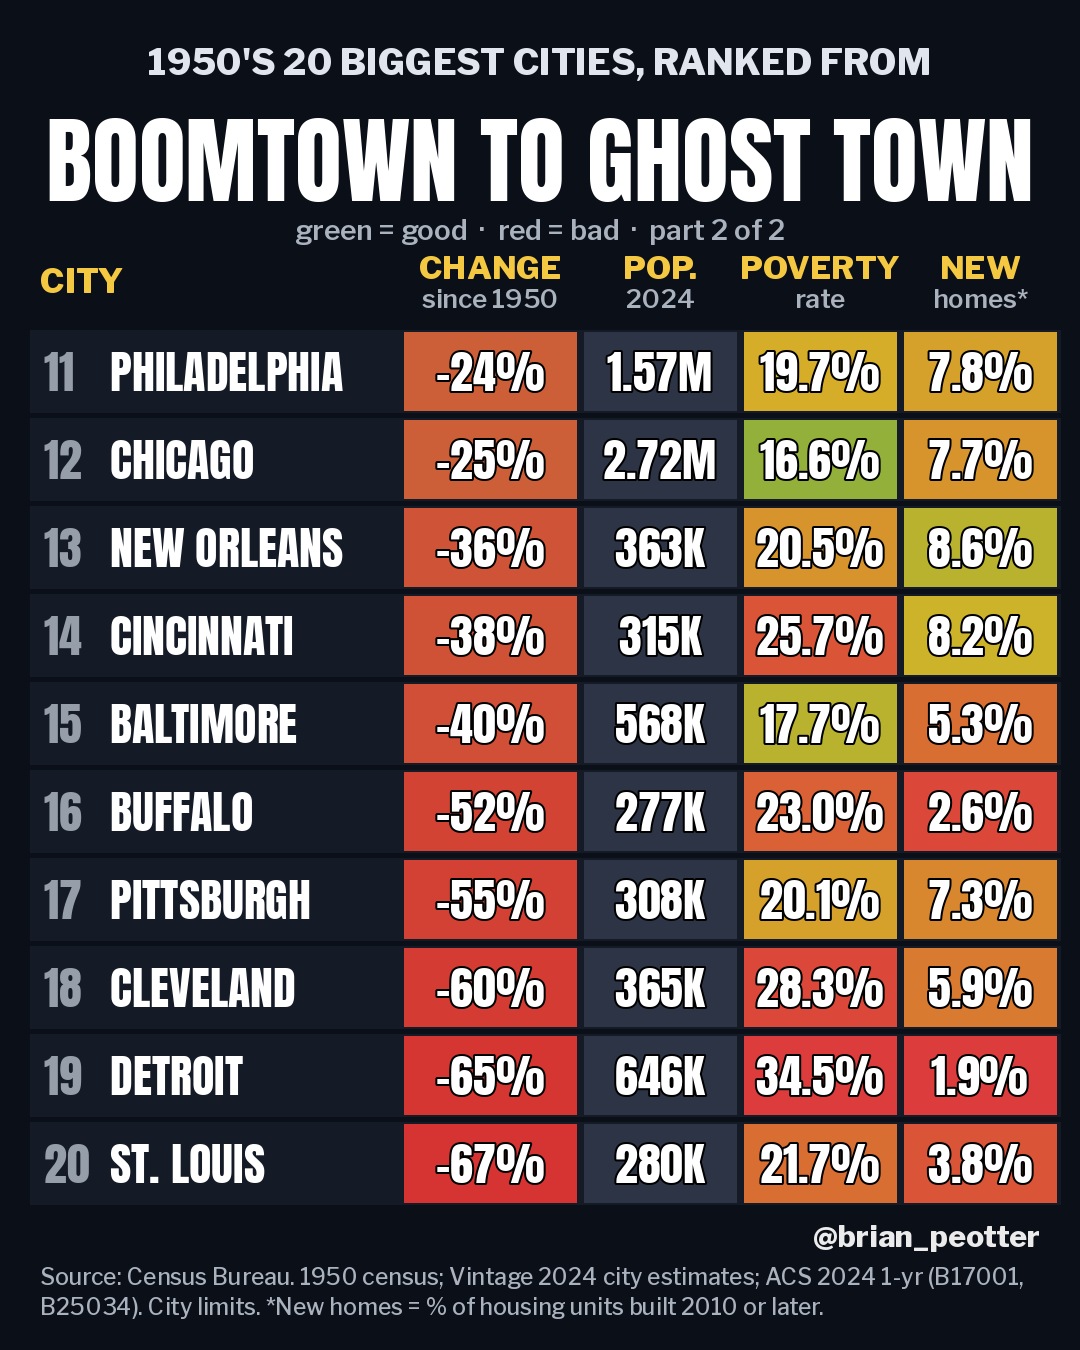 1950'S 20 BIGGEST CITIES, RANKED FROM
BOOMTOWN TO GHOST TOWN
green = good · red = bad · part 2 of 2
CITY CHANGE since 1950 POP. 2024 POVERTY rate NEW homes*
11 PHILADELPHIA -24% 1.57M 19.7% 7.8%
12 CHICAGO -25% 2.72M 16.6% 7.7%
13 NEW ORLEANS -36% 363K 20.5% 8.6%
14 CINCINNATI -38% 315K 25.7% 8.2%
15 BALTIMORE -40% 568K 17.7% 5.3%
16 BUFFALO -52% 277K 23.0% 2.6%
17 PITTSBURGH -55% 308K 20.1% 7.3%
18 CLEVELAND -60% 365K 28.3% 5.9%
19 DETROIT -65% 646K 34.5% 1.9%
20 ST. LOUIS -67% 280K 21.7% 3.8%
@brian_peotter
Source: Census Bureau. 1950 census; Vintage 2024 city estimates; ACS 2024 1-yr (B17001,
B25034). City limits. *New homes = % of housing units built 2010 or later.